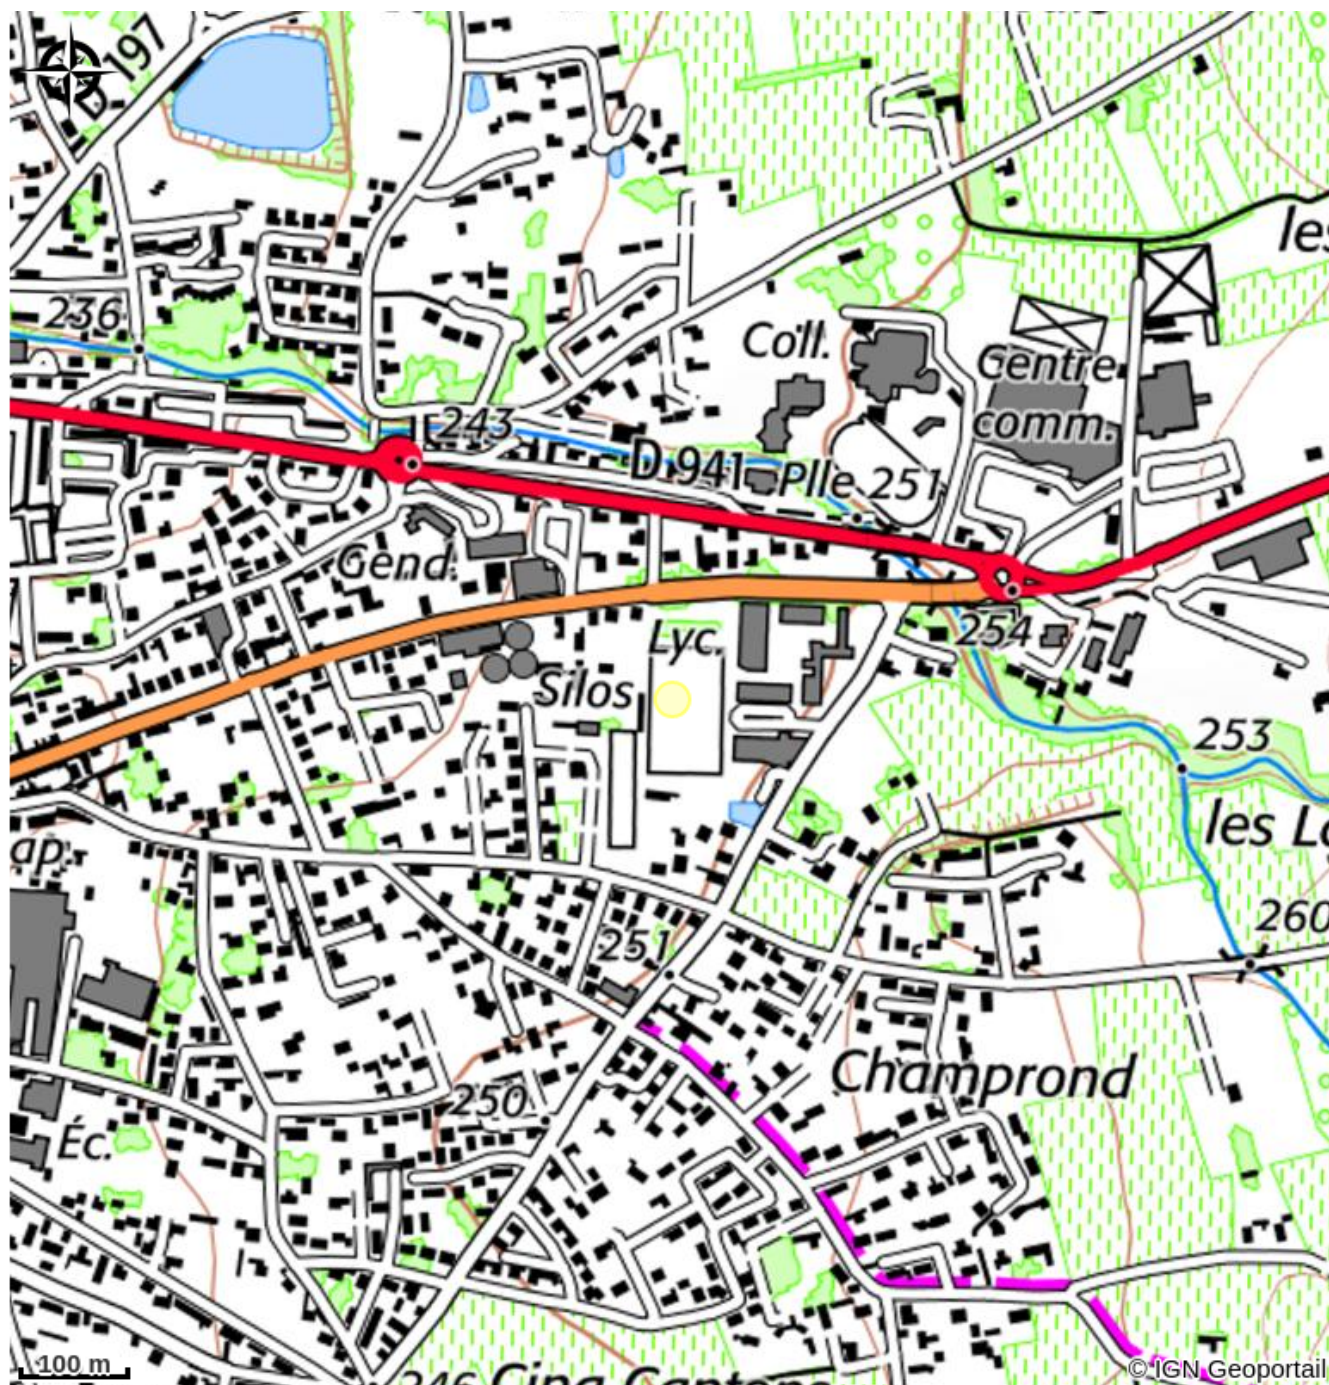 D 197
les
236
Coll.
Centre
comm.
243
D 941
Plle 251
Gend.
Lyc.
254
Silos
253
les Lo
ap.
260
251
Champrond
250
Éc.
246
Cinq Cantons
100 m
© IGN Geoportail